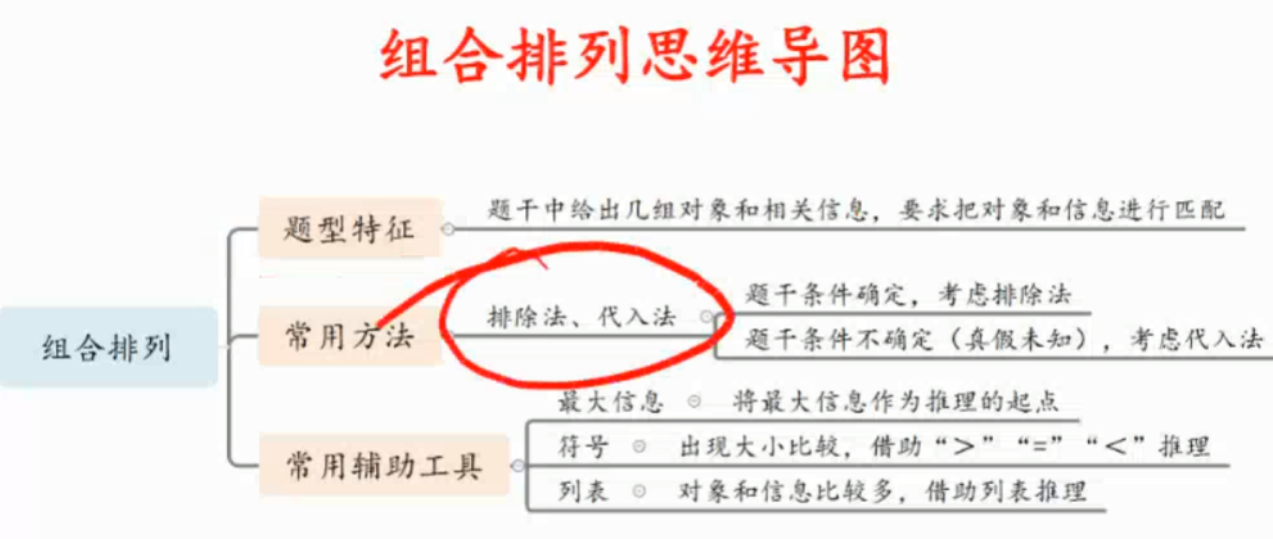 组合排列思维导图
题型特征
题干中给出几组对象和相关信息，要求把对象和信息进行匹配
组合排列
常用方法
排除法、代入法
题干条件确定，考虑排除法
题干条件不确定（真假未知），考虑代入法
常用辅助工具
最大信息 将最大信息作为推理的起点
符号 出现大小比较，借助“＞”“=”“＜”推理
列表 对象和信息比较多，借助列表推理